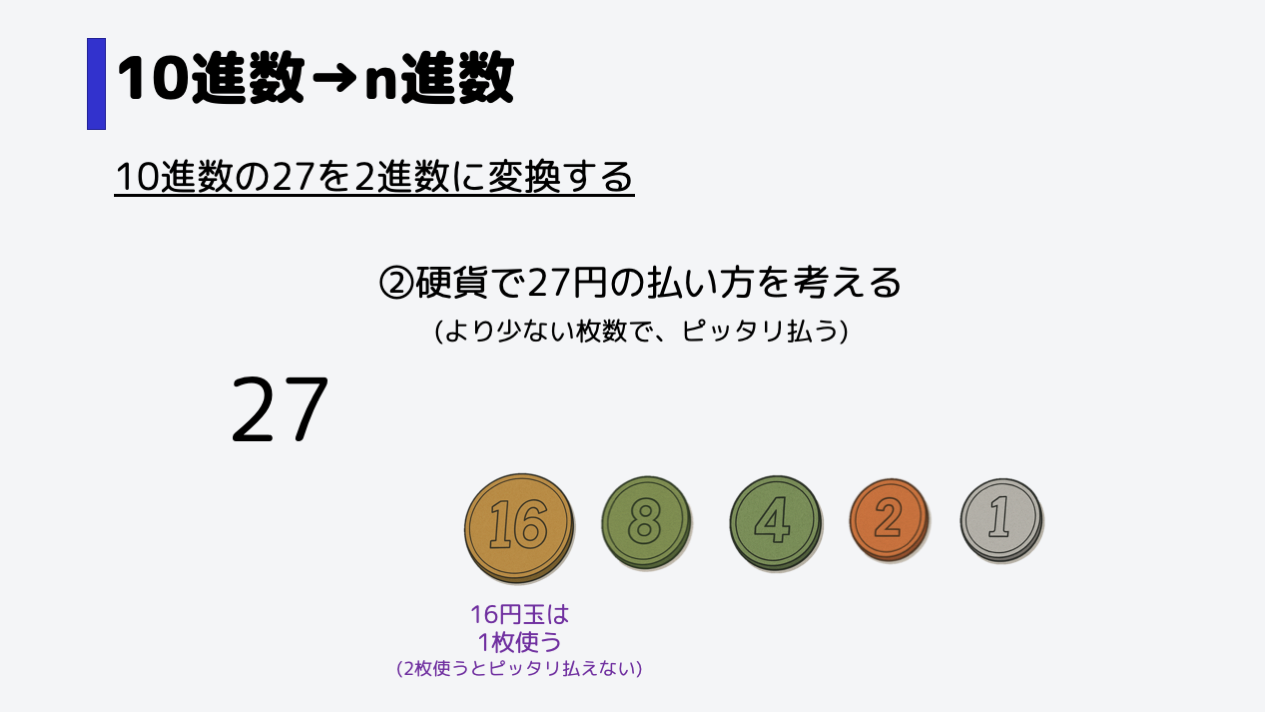 10進数→n進数
10進数の27を2進数に変換する
②硬貨で27円の払い方を考える
(より少ない枚数で、ピッタリ払う)
27
16 8 4 2 1
16円玉は
1枚使う
(2枚使うとピッタリ払えない)